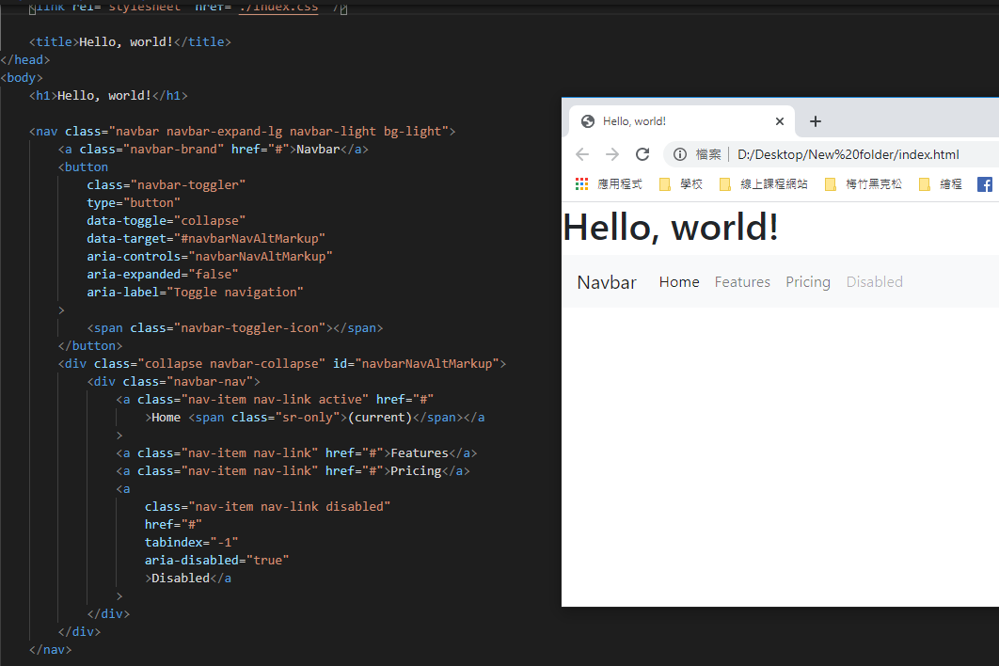 <link rel="stylesheet" href="./index.css" />
<title>Hello, world!</title>
</head>
<body>
<h1>Hello, world!</h1>
<nav class="navbar navbar-expand-lg navbar-light bg-light">
<a class="navbar-brand" href="#">Navbar</a>
<button
class="navbar-toggler"
type="button"
data-toggle="collapse"
data-target="#navbarNavAltMarkup"
aria-controls="navbarNavAltMarkup"
aria-expanded="false"
aria-label="Toggle navigation"
>
<span class="navbar-toggler-icon"></span>
</button>
<div class="collapse navbar-collapse" id="navbarNavAltMarkup">
<div class="navbar-nav">
<a class="nav-item nav-link active" href="#"
>Home <span class="sr-only">(current)</span></a
>
<a class="nav-item nav-link" href="#">Features</a>
<a class="nav-item nav-link" href="#">Pricing</a>
<a
class="nav-item nav-link disabled"
href="#"
tabindex="-1"
aria-disabled="true"
>Disabled</a
>
</div>
</div>
</nav>
Hello, world!
檔案 | D:/Desktop/New%20folder/index.html
應用程式 學校 線上課程網站 梅竹黑克松 繪程
Hello, world!
Navbar Home Features Pricing Disabled